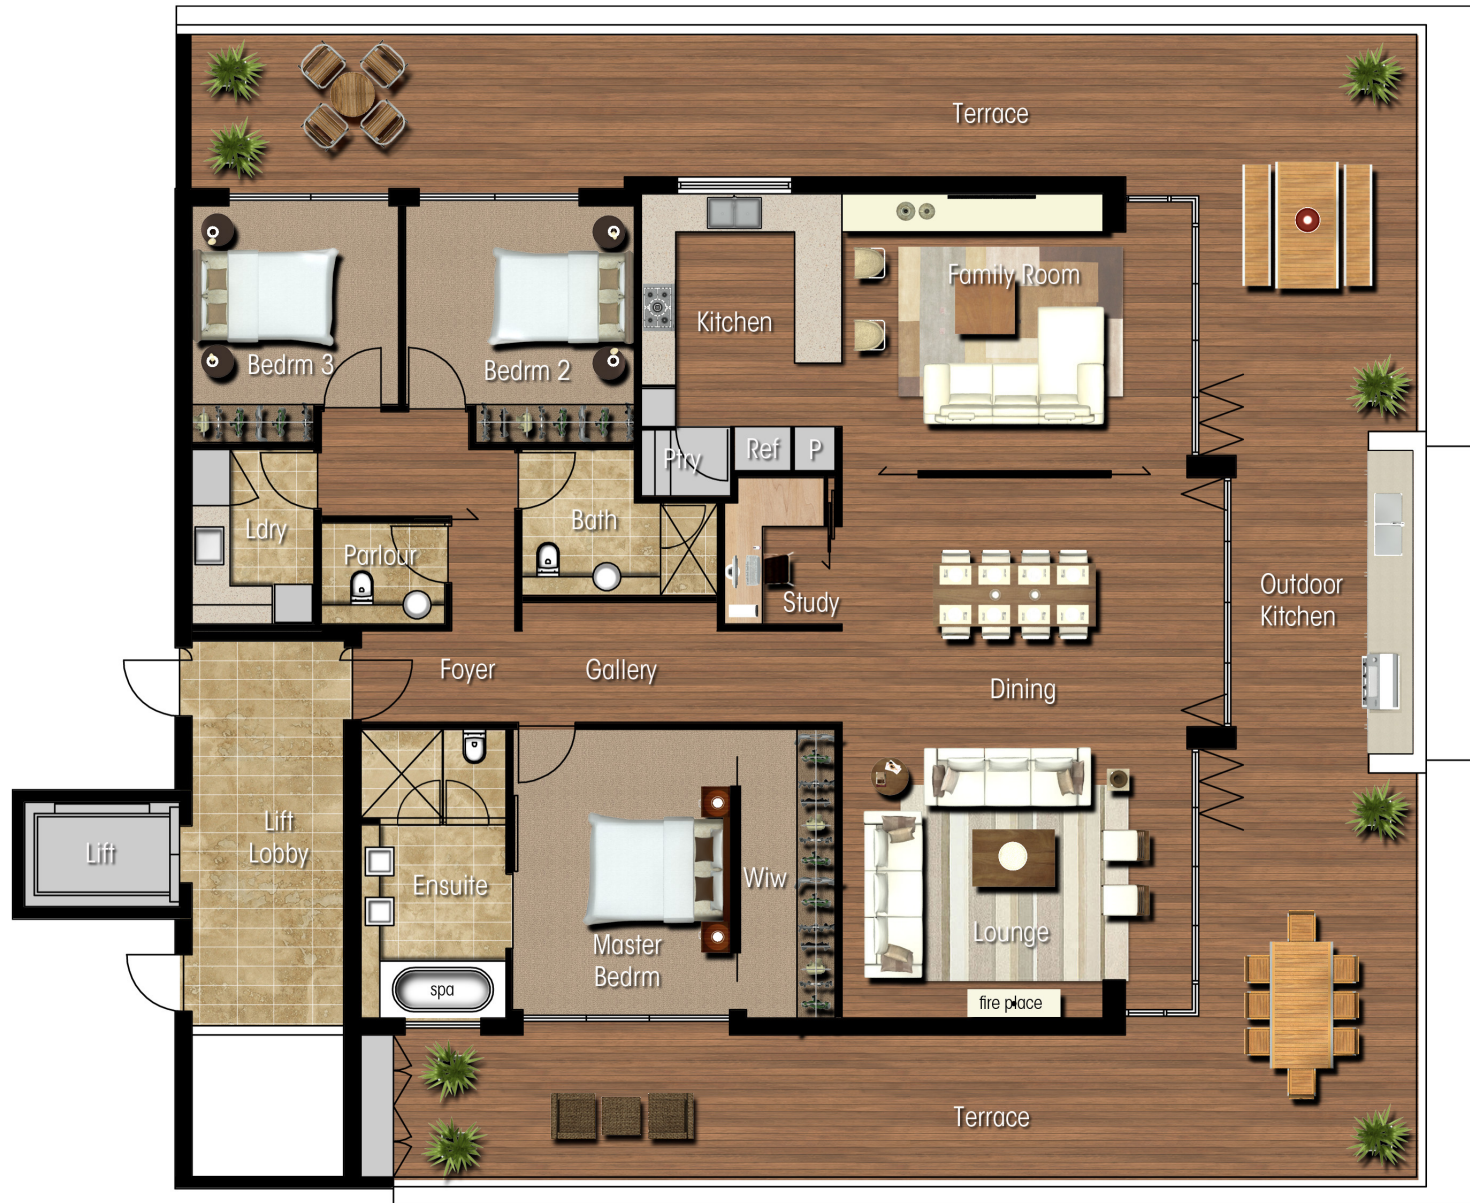 Terrace
Family Room
Kitchen
Bedrm 3
Bedrm 2
Ptry
Ref
P
Ldry
Parlour
Bath
Study
Outdoor
Kitchen
Foyer
Gallery
Dining
Lift
Lift
Lobby
Ensuite
Wiw
Master
Bedrm
Lounge
spa
fire place
Terrace